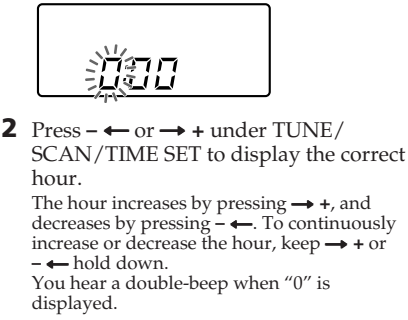 0:00
2 Press – ← or → + under TUNE/
SCAN/TIME SET to display the correct
hour.
The hour increases by pressing → +, and
decreases by pressing – ←. To continuously
increase or decrease the hour, keep → + or
– ← hold down.
You hear a double-beep when “0” is
displayed.